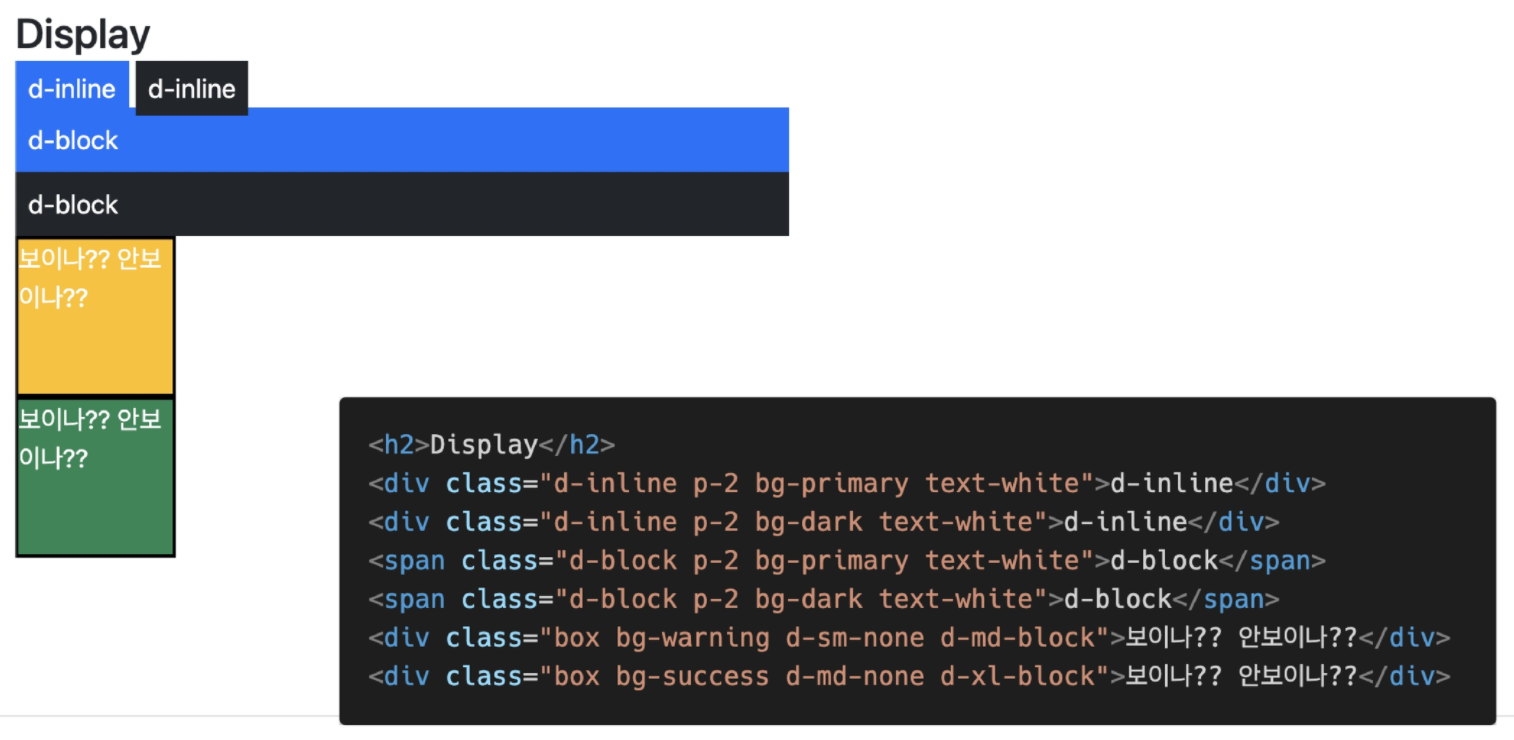 Display
d-inline d-inline
d-block
d-block
보이나?? 안보
이나??
보이나?? 안보
이나??
<h2>Display</h2>
<div class="d-inline p-2 bg-primary text-white">d-inline</div>
<div class="d-inline p-2 bg-dark text-white">d-inline</div>
<span class="d-block p-2 bg-primary text-white">d-block</span>
<span class="d-block p-2 bg-dark text-white">d-block</span>
<div class="box bg-warning d-sm-none d-md-block">보이나?? 안보이나??</div>
<div class="box bg-success d-md-none d-xl-block">보이나?? 안보이나??</div>